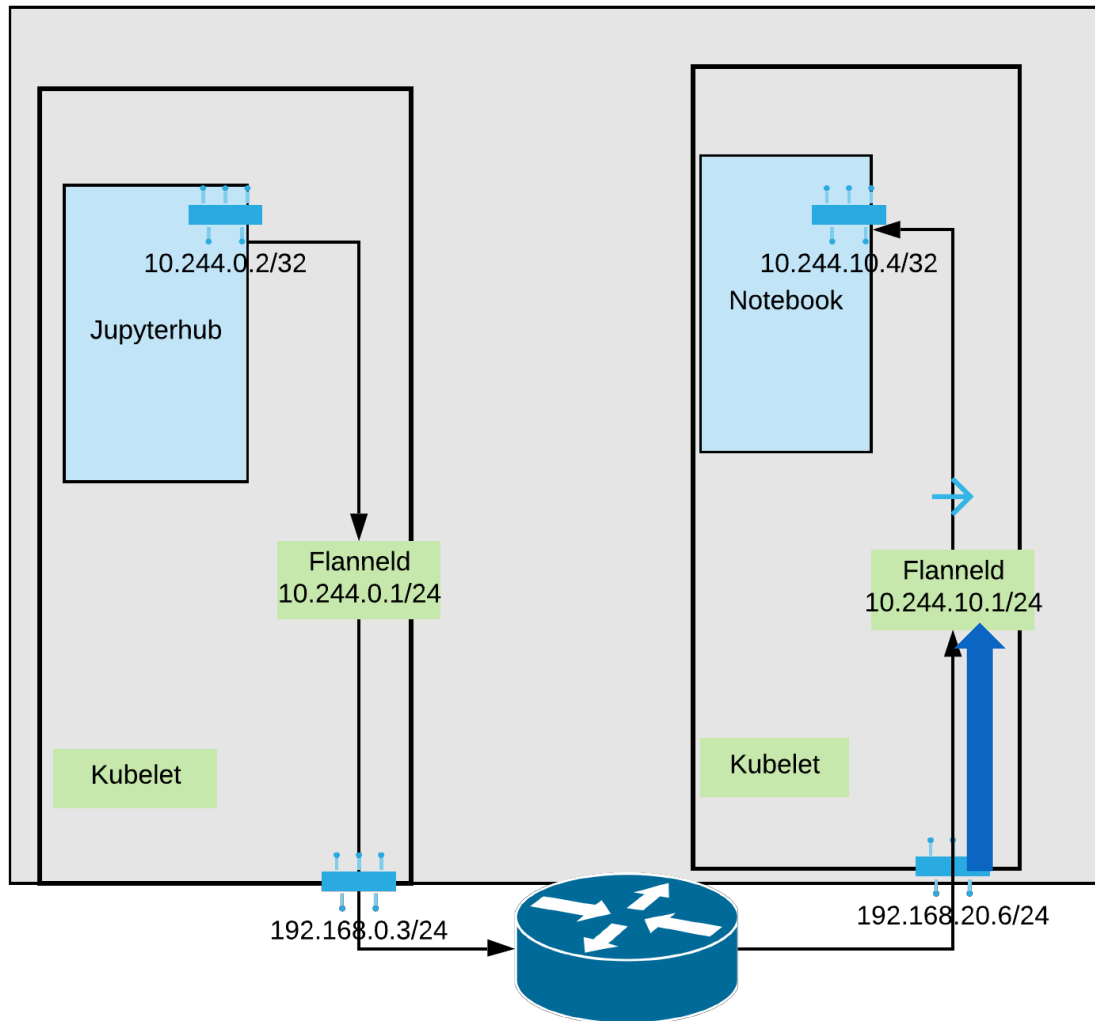 10.244.0.2/32
Jupyterhub
Flanneld
10.244.0.1/24
Kubelet
192.168.0.3/24
10.244.10.4/32
Notebook
Flanneld
10.244.10.1/24
Kubelet
192.168.20.6/24